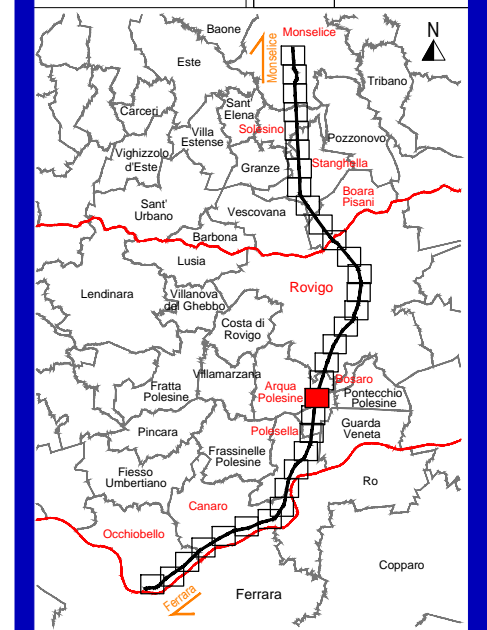 Baone
Monselice
N
Monselice
Este
Tribano
Carceri
Sant'
Elena
Solesino
Villa
Estense
Pozzonovo
Vighizzolo
d'Este
Granze
Stanghella
Boara
Pisani
Sant'
Urbano
Vescovana
Barbona
Lusia
Lendinara
Villanova
del Ghebbo
Rovigo
Costa di
Rovigo
Villamarzana
Fratta
Polesine
Arqua
Polesine
Bosaro
Pontecchio
Polesine
Pincara
Polesella
Guarda
Veneta
Frassinelle
Polesine
Fiesso
Umbertiano
Ro
Canaro
Occhiobello
Copparo
Ferrara
Ferrara